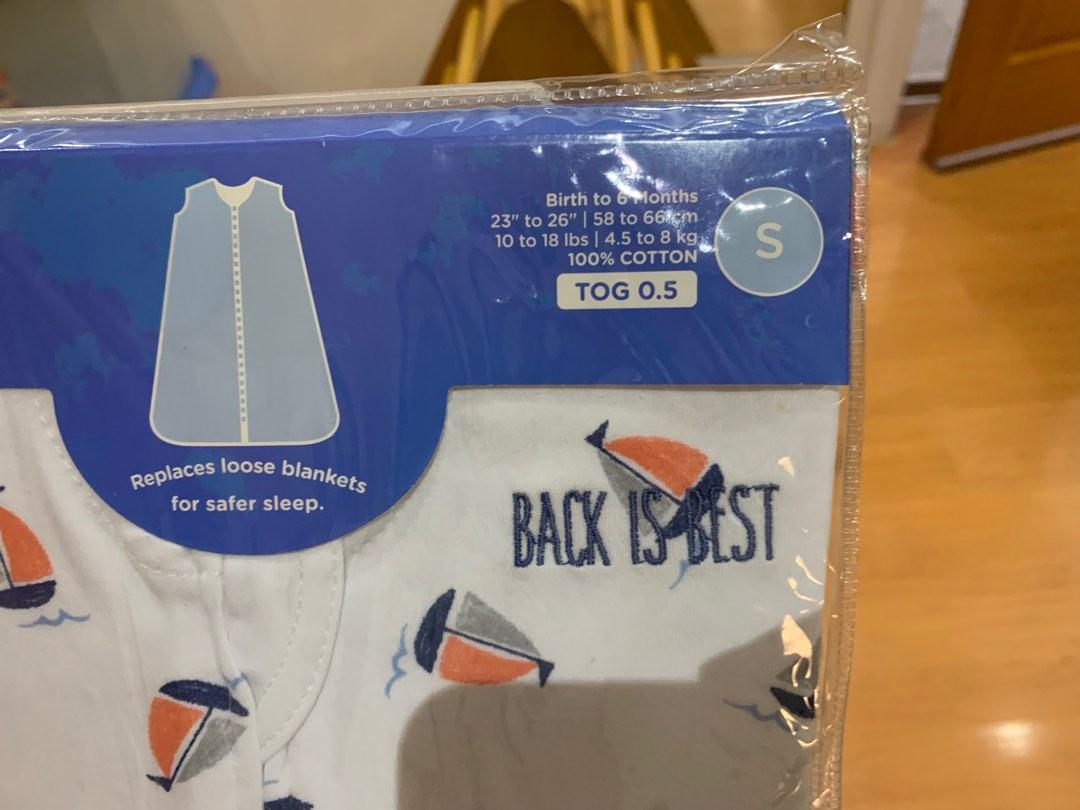 Birth to 6 Months
23" to 26" | 58 to 66 cm
10 to 18 lbs | 4.5 to 8 kg
100% COTTON
TOG 0.5
S
Replaces loose blankets
for safer sleep.
BACK IS BEST